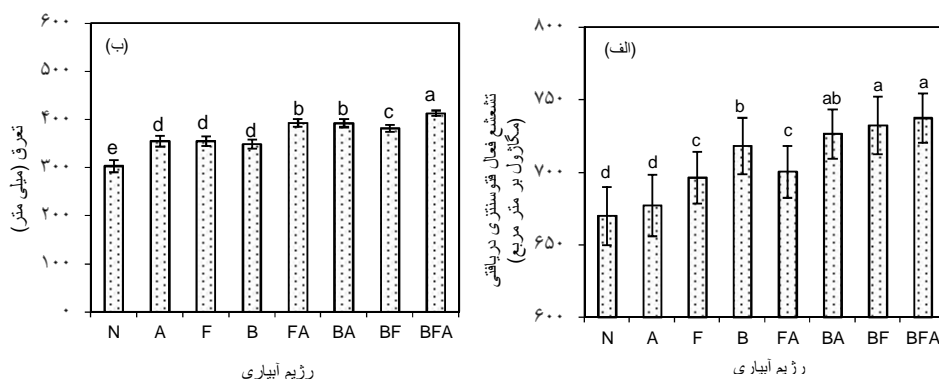 (الف)
تشعشع فعال فتوسنتزی دریافتی
(مگاژول بر متر مربع)
۸۰۰
۷۵۰
۷۰۰
۶۵۰
۶۰۰
d d c b c ab a a
N A F B FA BA BF BFA
رژیم آبیاری
(ب)
تعرق (میلی متر)
۶۰۰
۵۰۰
۴۰۰
۳۰۰
۲۰۰
۱۰۰
۰
e d d d b b c a
N A F B FA BA BF BFA
رژیم آبیاری